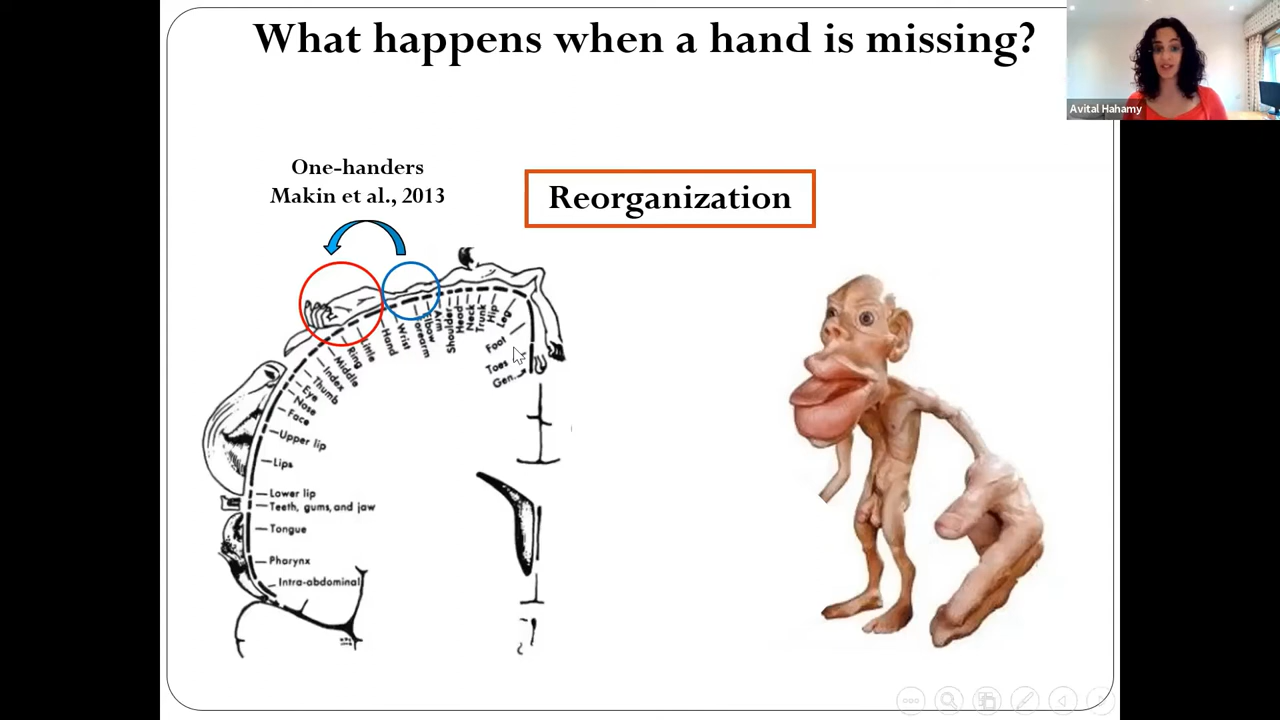 What happens when a hand is missing?
Avital Hahamy
One-handers
Makin et al., 2013
Reorganization
Little
Ring
Middle
Index
Thumb
Eye
Nose
Face
Upper lip
Lips
Lower lip
Teeth, gums, and jaw
Tongue
Pharynx
Intra-abdominal
Hand
Wrist
Forearm
Elbow
Arm
Shoulder
Head
Neck
Trunk
Hip
Leg
Foot
Toes
Gen.